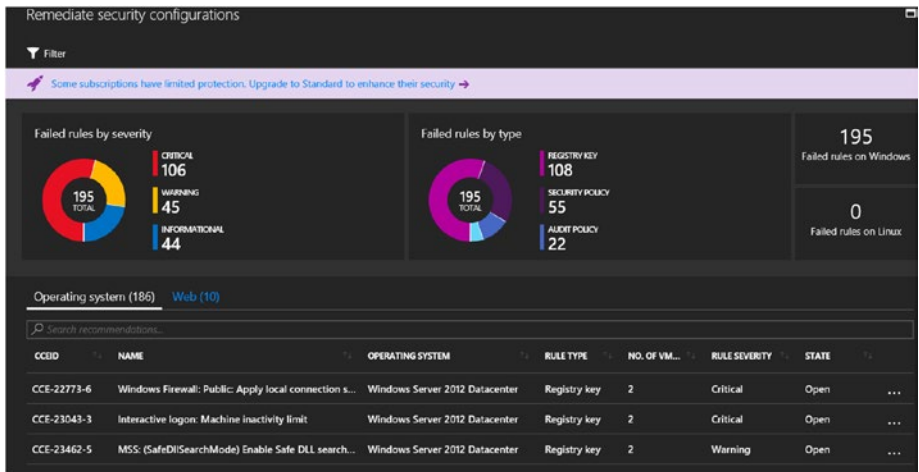 Remediate security configurations
Filter
Some subscriptions have limited protection. Upgrade to Standard to enhance their security →
Failed rules by severity
195
TOTAL
CRITICAL
106
WARNING
45
INFORMATIONAL
44
Failed rules by type
195
TOTAL
REGISTRY KEY
108
SECURITY POLICY
55
AUDIT POLICY
22
195
Failed rules on Windows
0
Failed rules on Linux
Operating system (186) Web (10)
Search recommendations...
CCEID NAME OPERATING SYSTEM RULE TYPE NO. OF VM... RULE SEVERITY STATE
CCE-22773-6 Windows Firewall: Public: Apply local connection s... Windows Server 2012 Datacenter Registry key 2 Critical Open ...
CCE-23043-3 Interactive logon: Machine inactivity limit Windows Server 2012 Datacenter Registry key 2 Critical Open ...
CCE-23462-5 MSS: (SafeDllSearchMode) Enable Safe DLL search... Windows Server 2012 Datacenter Registry key 2 Warning Open ...